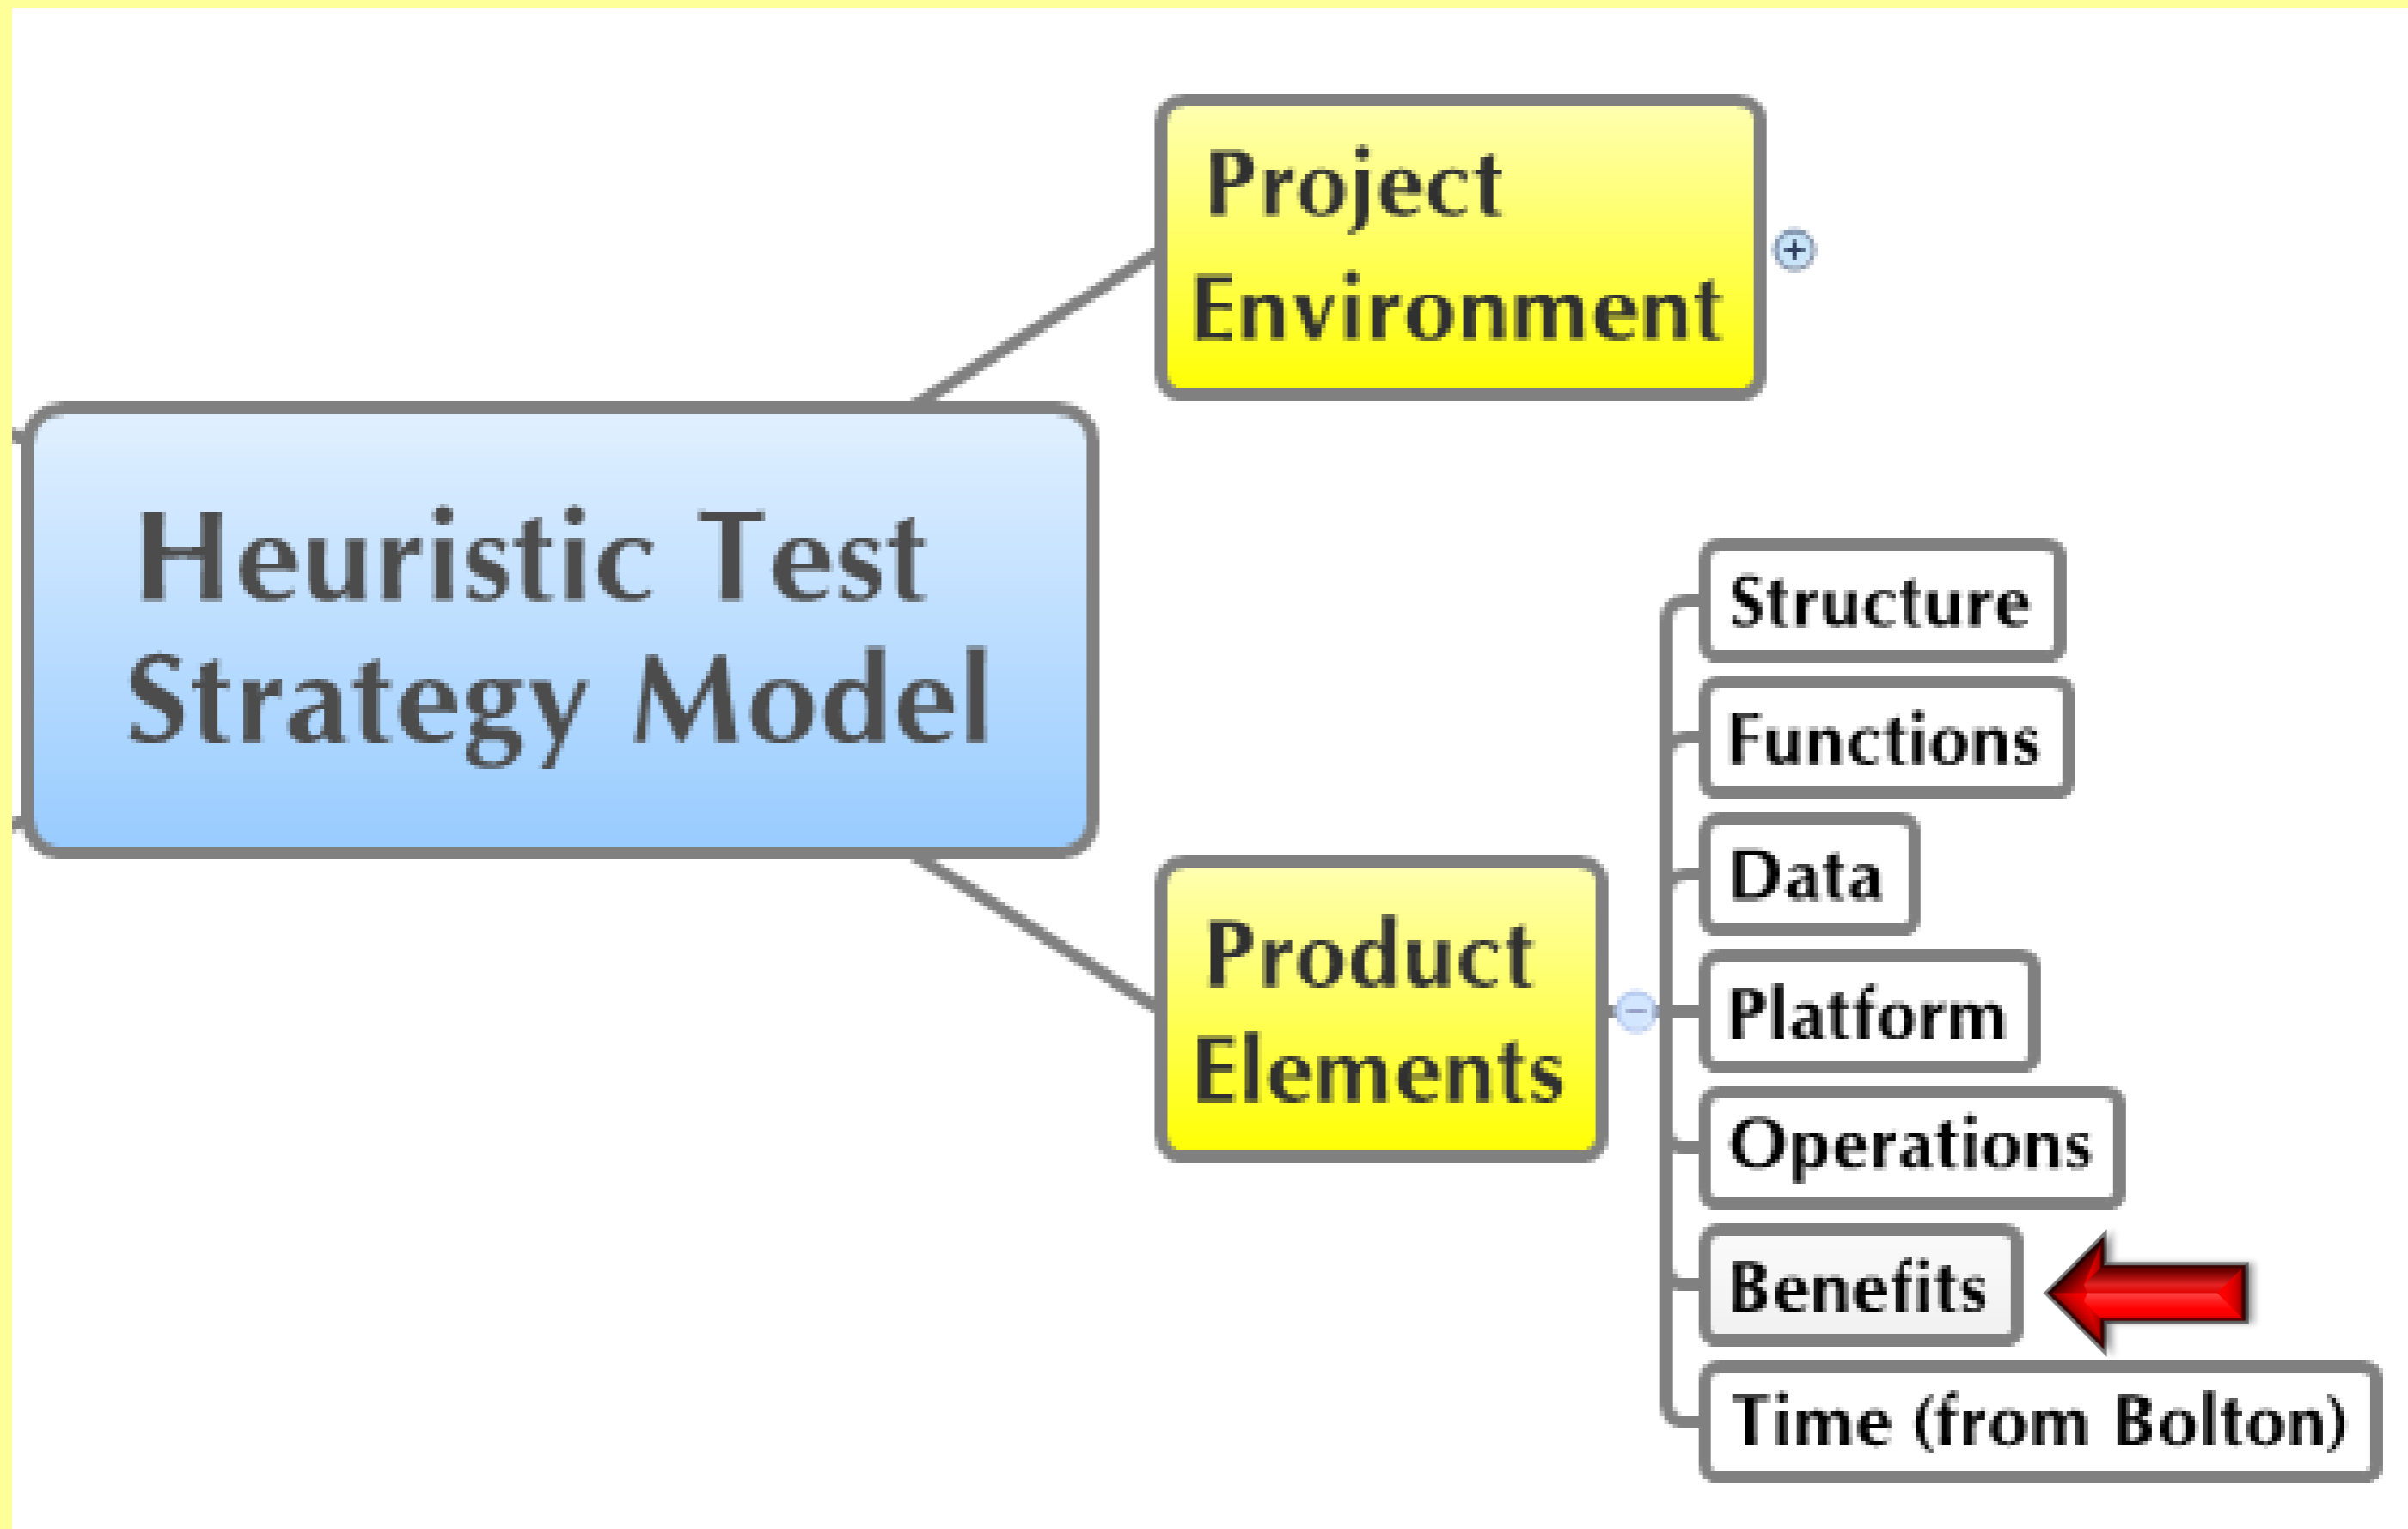 Project
Environment
Heuristic Test
Strategy Model
Structure
Functions
Data
Product
Elements
Platform
Operations
Benefits
Time (from Bolton)